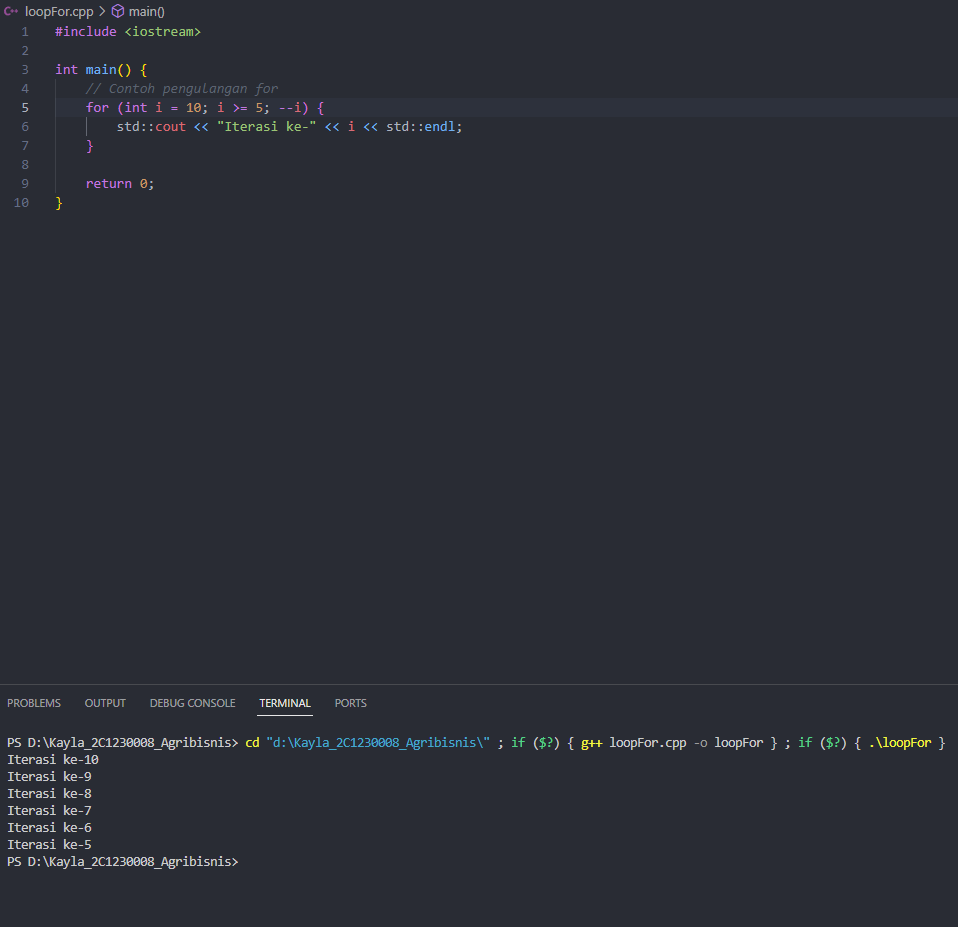 C++ loopFor.cpp > main()
1 #include <iostream>
2
3 int main() {
4 // Contoh pengulangan for
5 for (int i = 10; i >= 5; --i) {
6 std::cout << "Iterasi ke-" << i << std::endl;
7 }
8
9 return 0;
10 }
PROBLEMS OUTPUT DEBUG CONSOLE TERMINAL PORTS
PS D:\Kayla_2C1230008_Agribisnis> cd "d:\Kayla_2C1230008_Agribisnis\" ; if ($?) { g++ loopFor.cpp -o loopFor } ; if ($?) { .\loopFor }
Iterasi ke-10
Iterasi ke-9
Iterasi ke-8
Iterasi ke-7
Iterasi ke-6
Iterasi ke-5
PS D:\Kayla_2C1230008_Agribisnis>